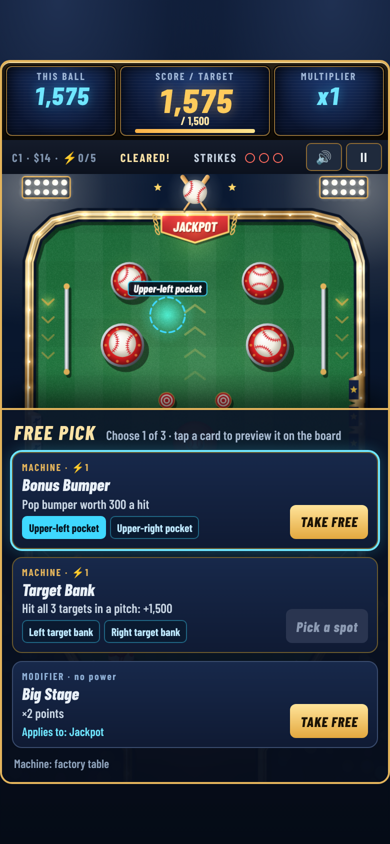 THIS BALL
1,575
SCORE / TARGET
1,575
/ 1,500
MULTIPLIER
x1
C1 · $14 · ⚡0/5 CLEARED! STRIKES
JACKPOT
Upper-left pocket
FREE PICK Choose 1 of 3 · tap a card to preview it on the board
MACHINE · ⚡1
Bonus Bumper
Pop bumper worth 300 a hit
Upper-left pocket Upper-right pocket
TAKE FREE
MACHINE · ⚡1
Target Bank
Hit all 3 targets in a pitch: +1,500
Left target bank Right target bank
Pick a spot
MODIFIER · no power
Big Stage
×2 points
Applies to: Jackpot
TAKE FREE
Machine: factory table